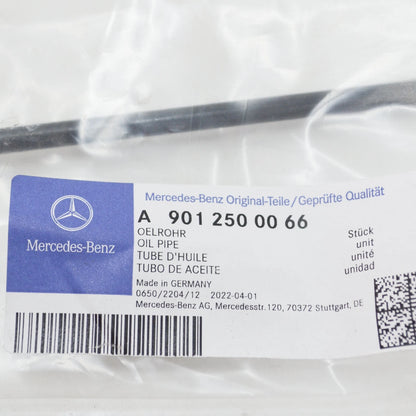 Mercedes-Benz Original-Teile/Geprüfte Qualität
A 901 250 00 66
OELROHR Stück
OIL PIPE unit
TUBE D'HUILE unité
TUBO DE ACEITE unidad
Mercedes-Benz
Made in GERMANY
0650/2204/12 2022-04-01
Mercedes-Benz AG, Mercedesstr.120, 70372 Stuttgart, DE